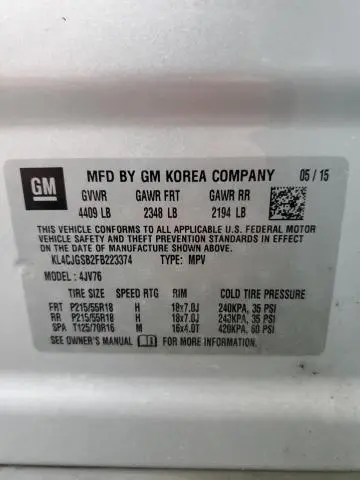 GM
MFD BY GM KOREA COMPANY 05 / 15
GVWR GAWR FRT GAWR RR
4409 LB 2348 LB 2194 LB
THIS VEHICLE CONFORMS TO ALL APPLICABLE U.S. FEDERAL MOTOR
VEHICLE SAFETY AND THEFT PREVENTION STANDARDS IN EFFECT ON
THE DATE OF MANUFACTURE SHOWN ABOVE.
KL4CJGSB2FB223374 TYPE: MPV
MODEL: 4JV76
TIRE SIZE SPEED RTG RIM COLD TIRE PRESSURE
FRT P215/55R18 H 18x7.0J 240KPA, 35 PSI
RR P215/55R18 H 18x7.0J 240KPA, 35 PSI
SPA T125/70R16 M 16x4.0T 420KPA, 60 PSI
SEE OWNER'S MANUAL FOR MORE INFORMATION